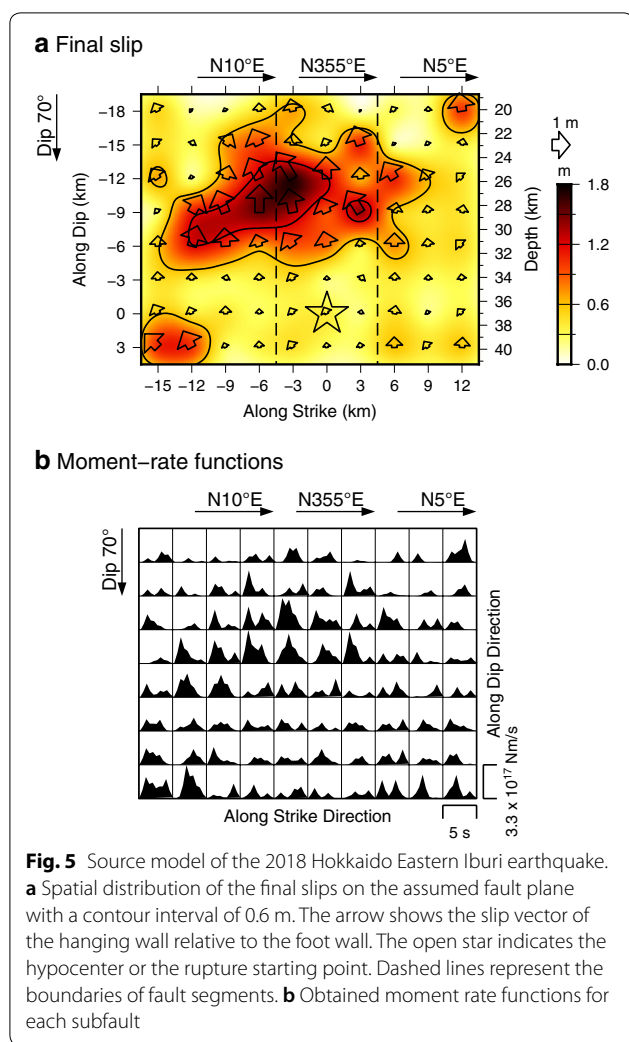 a Final slip
N10°E N355°E N5°E
Dip 70°
Along Dip (km)
−18
−15
−12
−9
−6
−3
0
3
20
22
24
26
28
30
32
34
36
38
40
Depth (km)
1 m
m
1.8
1.2
0.6
0.0
−15 −12 −9 −6 −3 0 3 6 9 12
Along Strike (km)
b Moment−rate functions
N10°E N355°E N5°E
Dip 70°
Along Dip Direction
3.3 x 10¹⁷ Nm/s
Along Strike Direction
5 s
Fig. 5 Source model of the 2018 Hokkaido Eastern Iburi earthquake.
a Spatial distribution of the final slips on the assumed fault plane
with a contour interval of 0.6 m. The arrow shows the slip vector of
the hanging wall relative to the foot wall. The open star indicates the
hypocenter or the rupture starting point. Dashed lines represent the
boundaries of fault segments. b Obtained moment rate functions for
each subfault